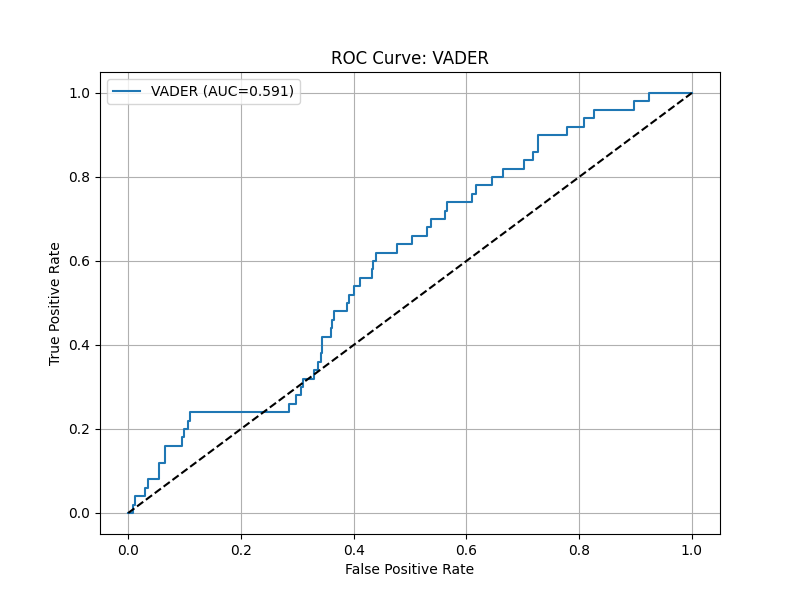 ROC Curve: VADER
VADER (AUC=0.591)
1.0
0.8
0.6
0.4
0.2
0.0
True Positive Rate
0.0 0.2 0.4 0.6 0.8 1.0
False Positive Rate